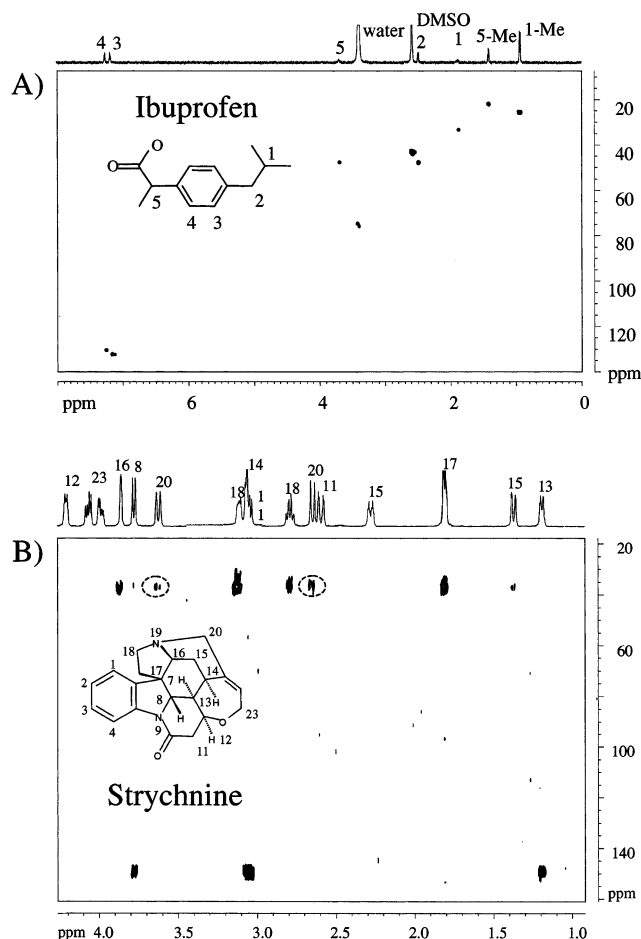 water DMSO
4 3 5 2 1 5-Me 1-Me
A)
Ibuprofen
O
O
1
5 2
4 3
20
40
60
80
100
120
ppm
ppm 6 4 2 0
12 23 16 8 20 18 14 1 1 18 20 11 15 17 15 13
B)
20
40
60
100
140
ppm
19 N 20
18 16 15
1 17 7 H 14
2 8 13 H
3 H O 23
4 N 9 12
O 11 H
Strychnine
ppm 4.0 3.5 3.0 2.5 2.0 1.5 1.0